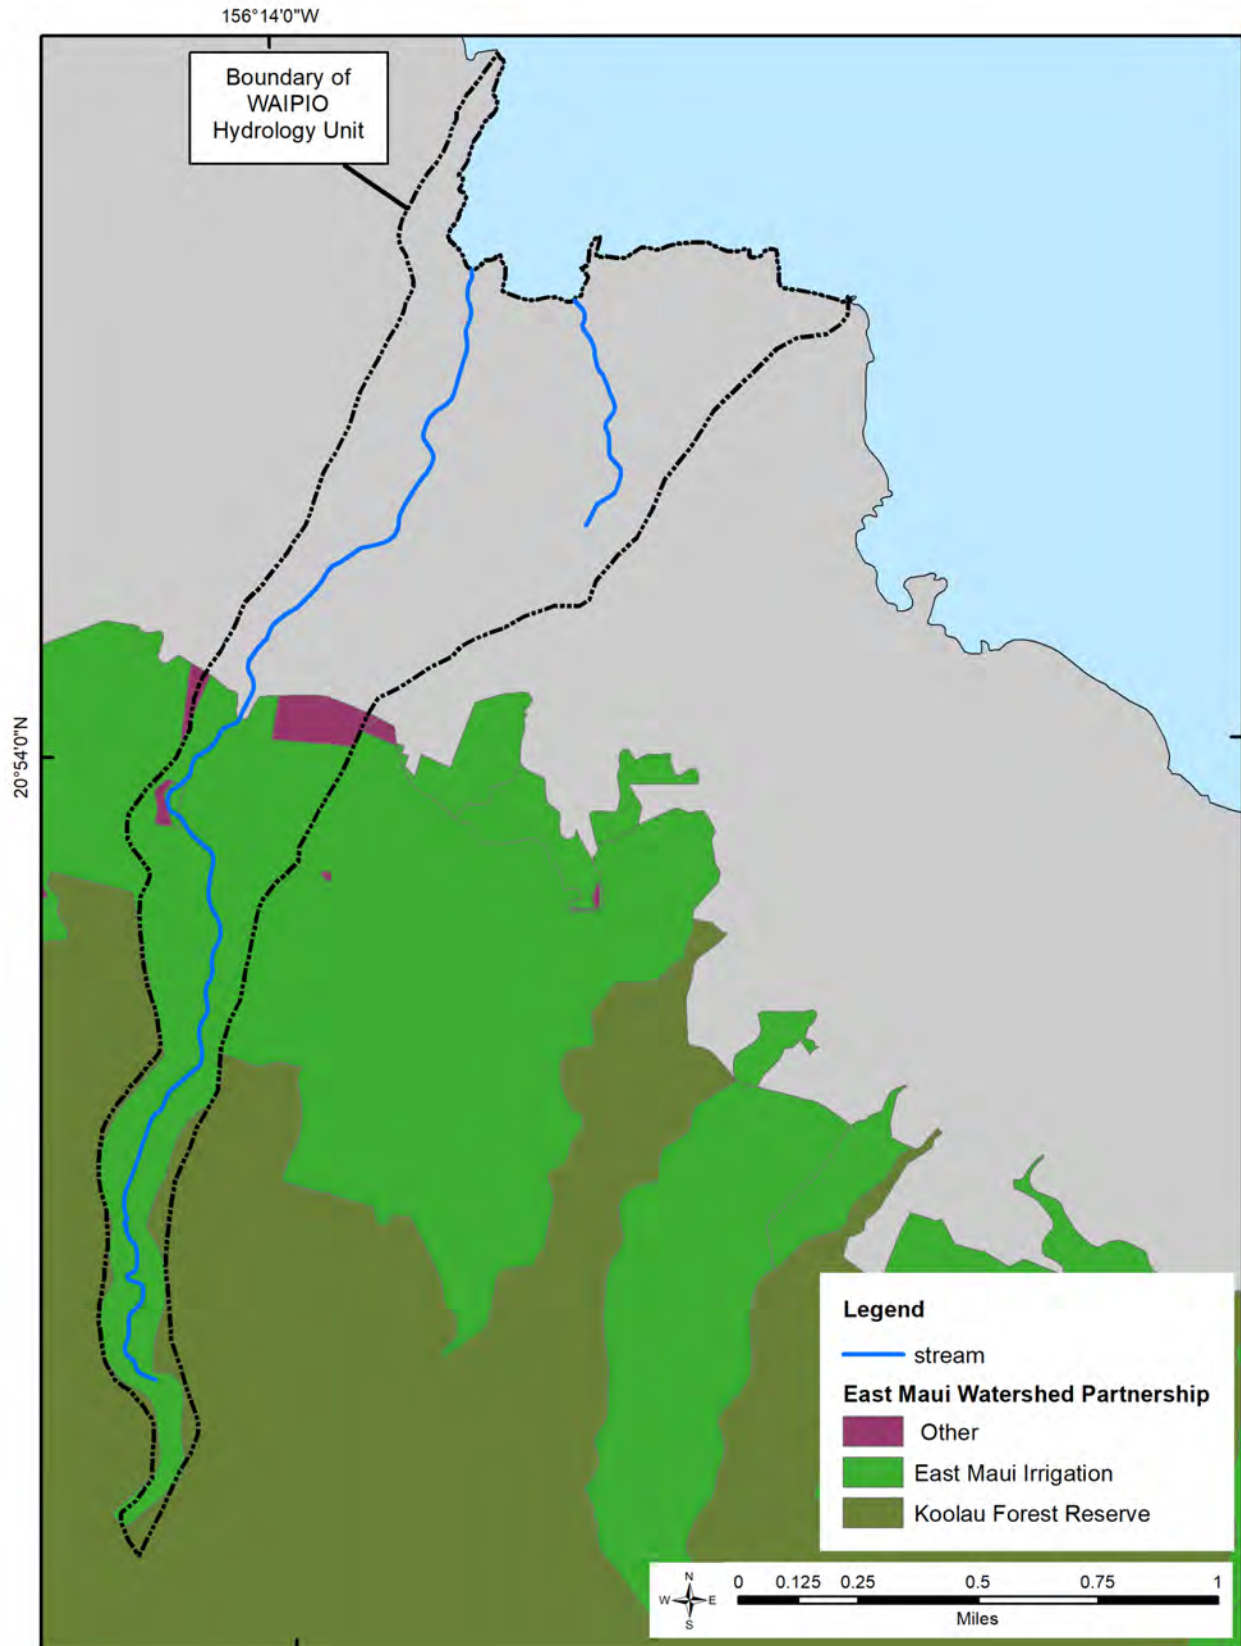 156°14'0"W
Boundary of
WAIPIO
Hydrology Unit
20°54'0"N
Legend
stream
East Maui Watershed Partnership
Other
East Maui Irrigation
Koolau Forest Reserve
N
W E
S
0 0.125 0.25 0.5 0.75 1
Miles